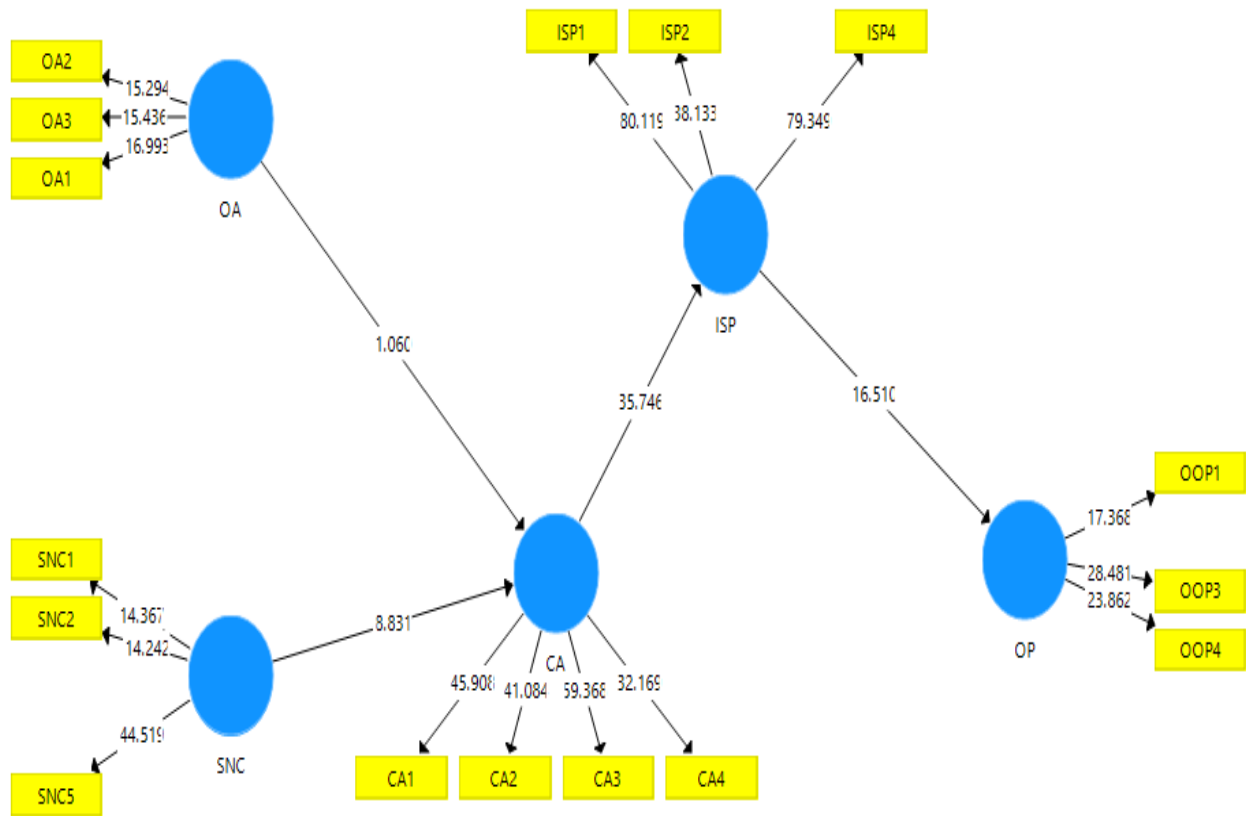 ISP1
ISP2
ISP4
OA2
OA3
OA1
15.294
15.436
16.993
OA
80.119
38.133
79.349
ISP
1.060
35.746
16.510
OOP1
OOP3
OOP4
17.368
28.481
23.862
OP
SNC1
SNC2
SNC5
14.367
14.242
44.519
SNC
8.831
CA
45.908
41.084
59.368
32.169
CA1
CA2
CA3
CA4